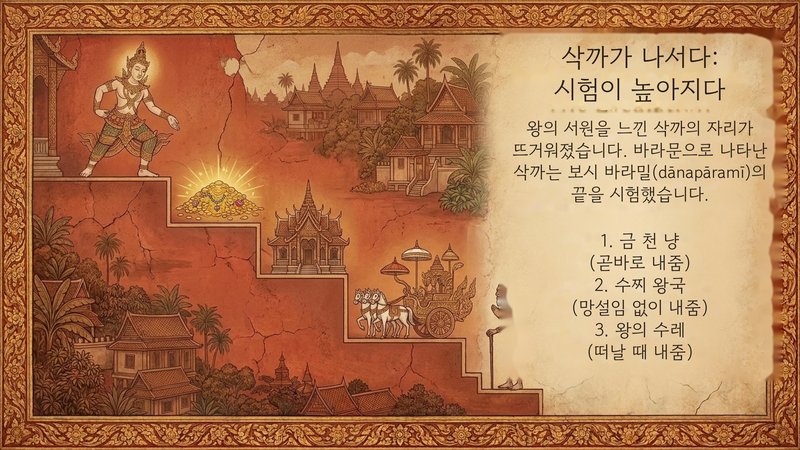 삭까가 나서다:
시험이 높아지다
왕의 서원을 느낀 삭까의 자리가
뜨거워졌습니다. 바라문으로 나타난
삭까는 보시 바라밀(dānapāramī)의
끝을 시험했습니다.
1. 금 천 냥
(곧바로 내줌)
2. 수찌 왕국
(망설임 없이 내줌)
3. 왕의 수레
(떠날 때 내줌)